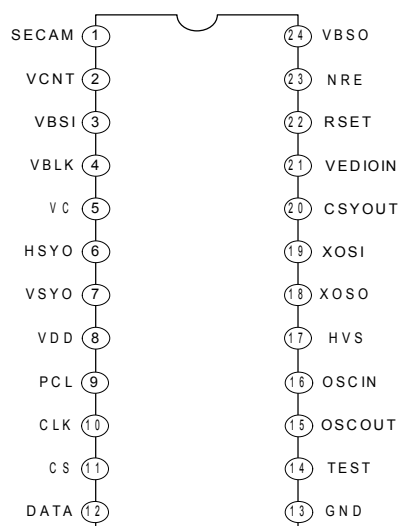 SECAM 1 24 VBSO
VCNT 2 23 NRE
VBSI 3 22 RSET
VBLK 4 21 VEDIOIN
VC 5 20 CSYOUT
HSYO 6 19 XOSI
VSYO 7 18 XOSO
VDD 8 17 HVS
PCL 9 16 OSCIN
CLK 10 15 OSCOUT
CS 11 14 TEST
DATA 12 13 GND